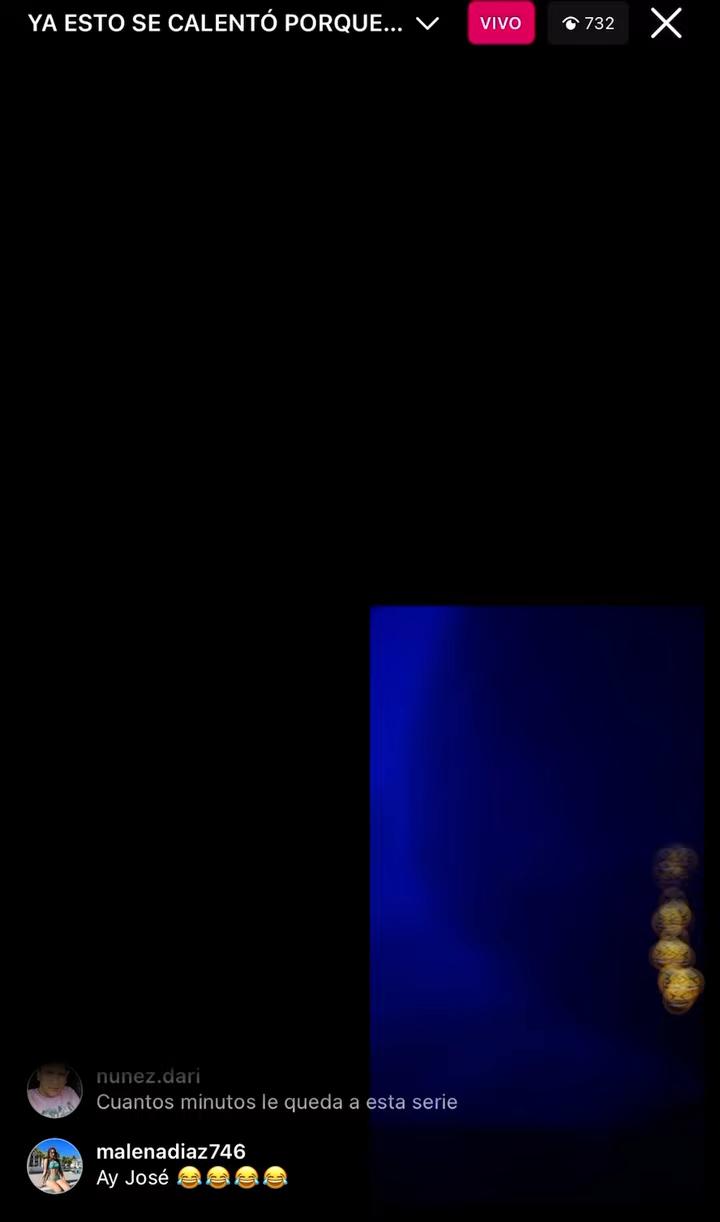 YA ESTO SE CALENTÓ PORQUE...
VIVO
732
nunez.dari
Cuantos minutos le queda a esta serie
malenadiaz746
Ay José 😂😂😂😂